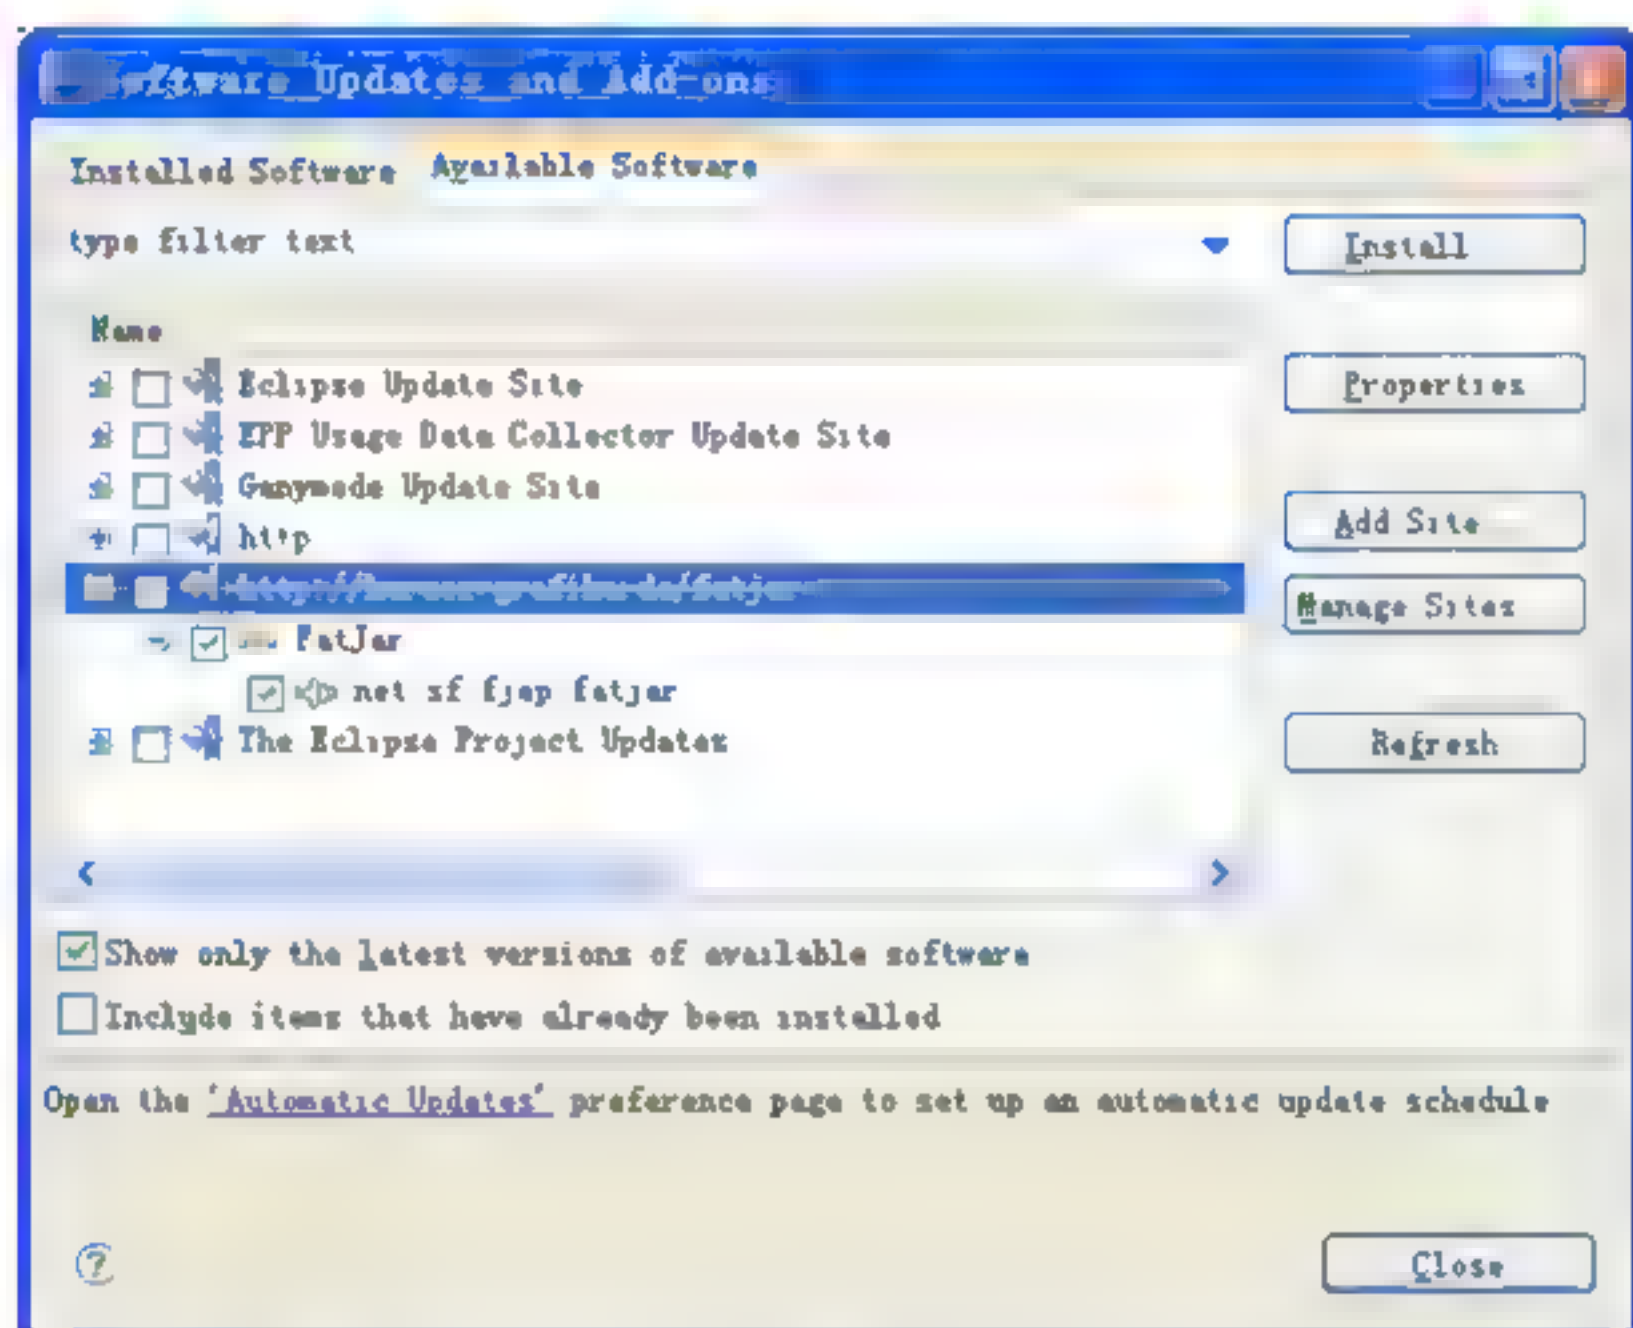 Software Updates and Add-ons
Installed Software Available Software
type filter text
Install
Name
Properties
Eclipse Update Site
EPP Usage Data Collector Update Site
Ganymede Update Site
http
Add Site
Manage Sites
FatJar
net sf fjep fatjar
The Eclipse Project Updates
Refresh
Show only the latest versions of available software
Include items that have already been installed
Open the 'Automatic Updates' preference page to set up an automatic update schedule
?
Close